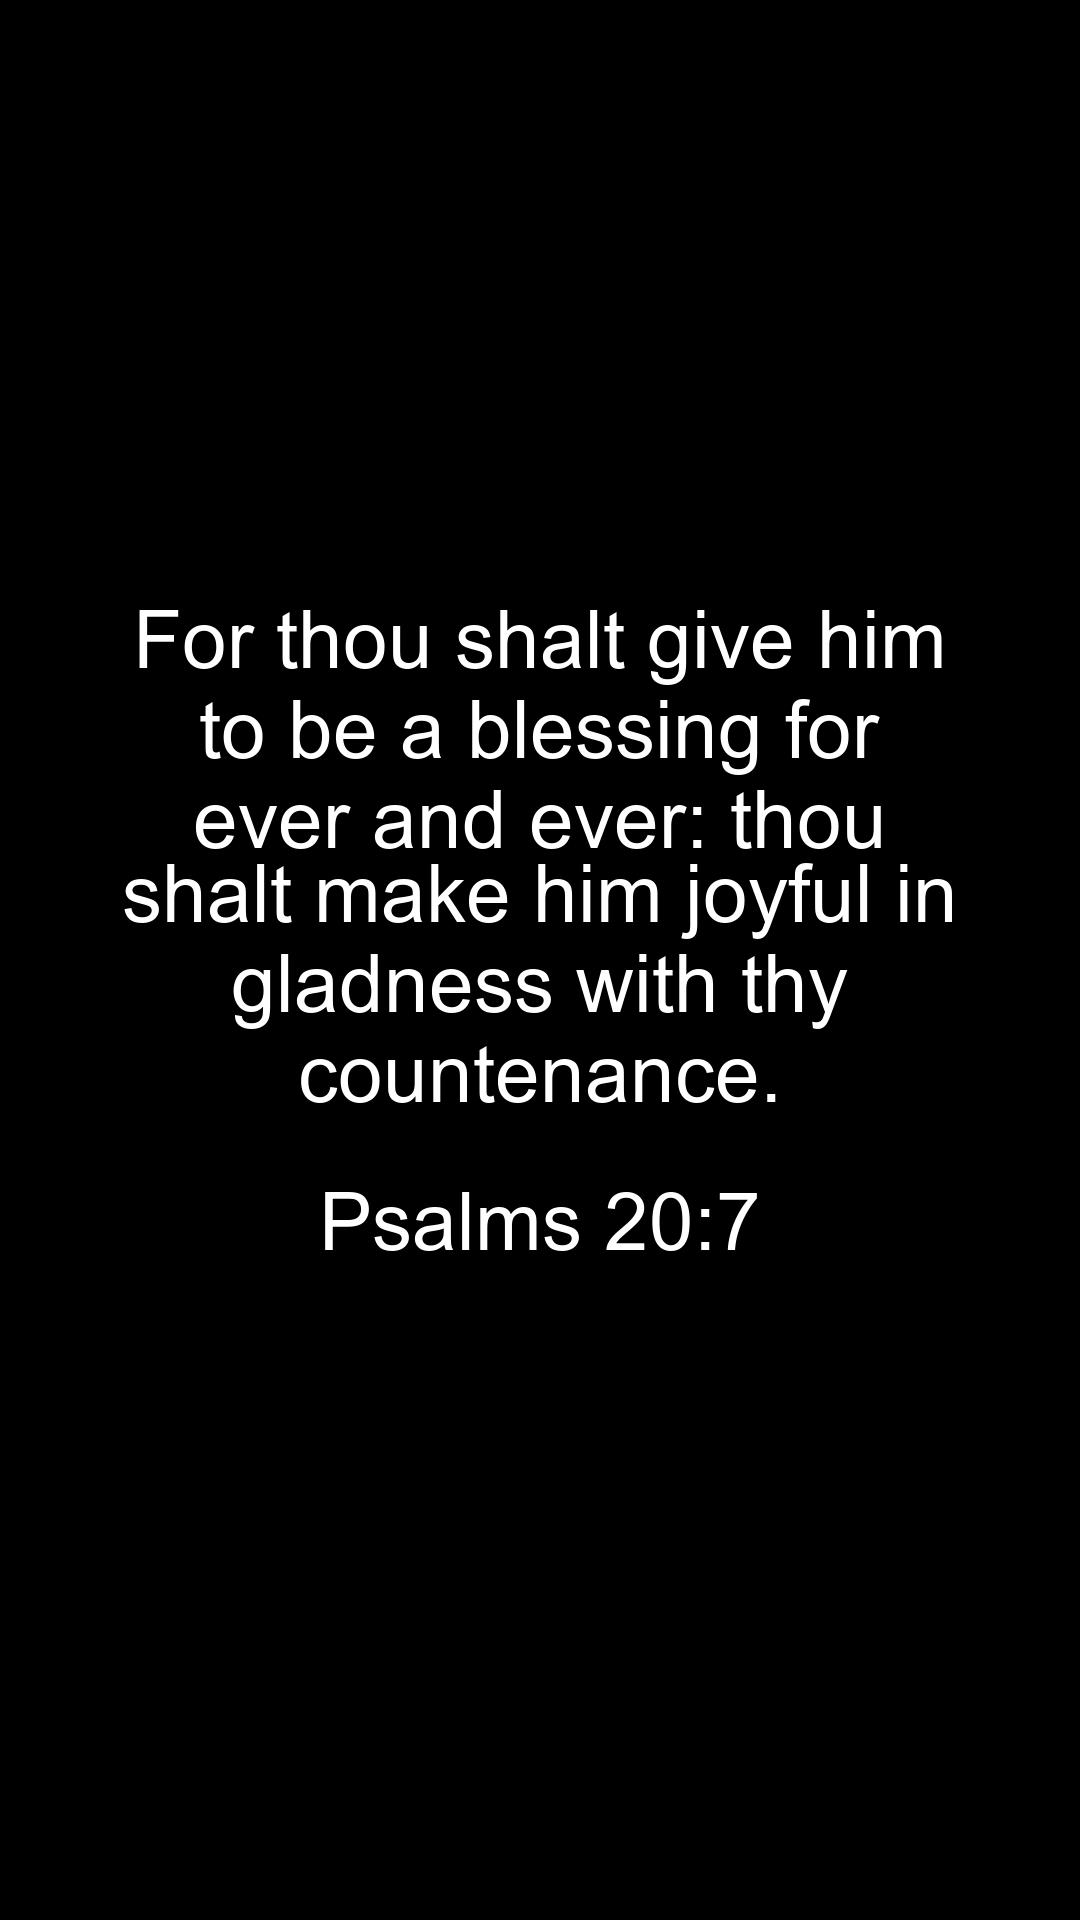 For thou shalt give him
to be a blessing for
ever and ever: thou
shalt make him joyful in
gladness with thy
countenance.
Psalms 20:7